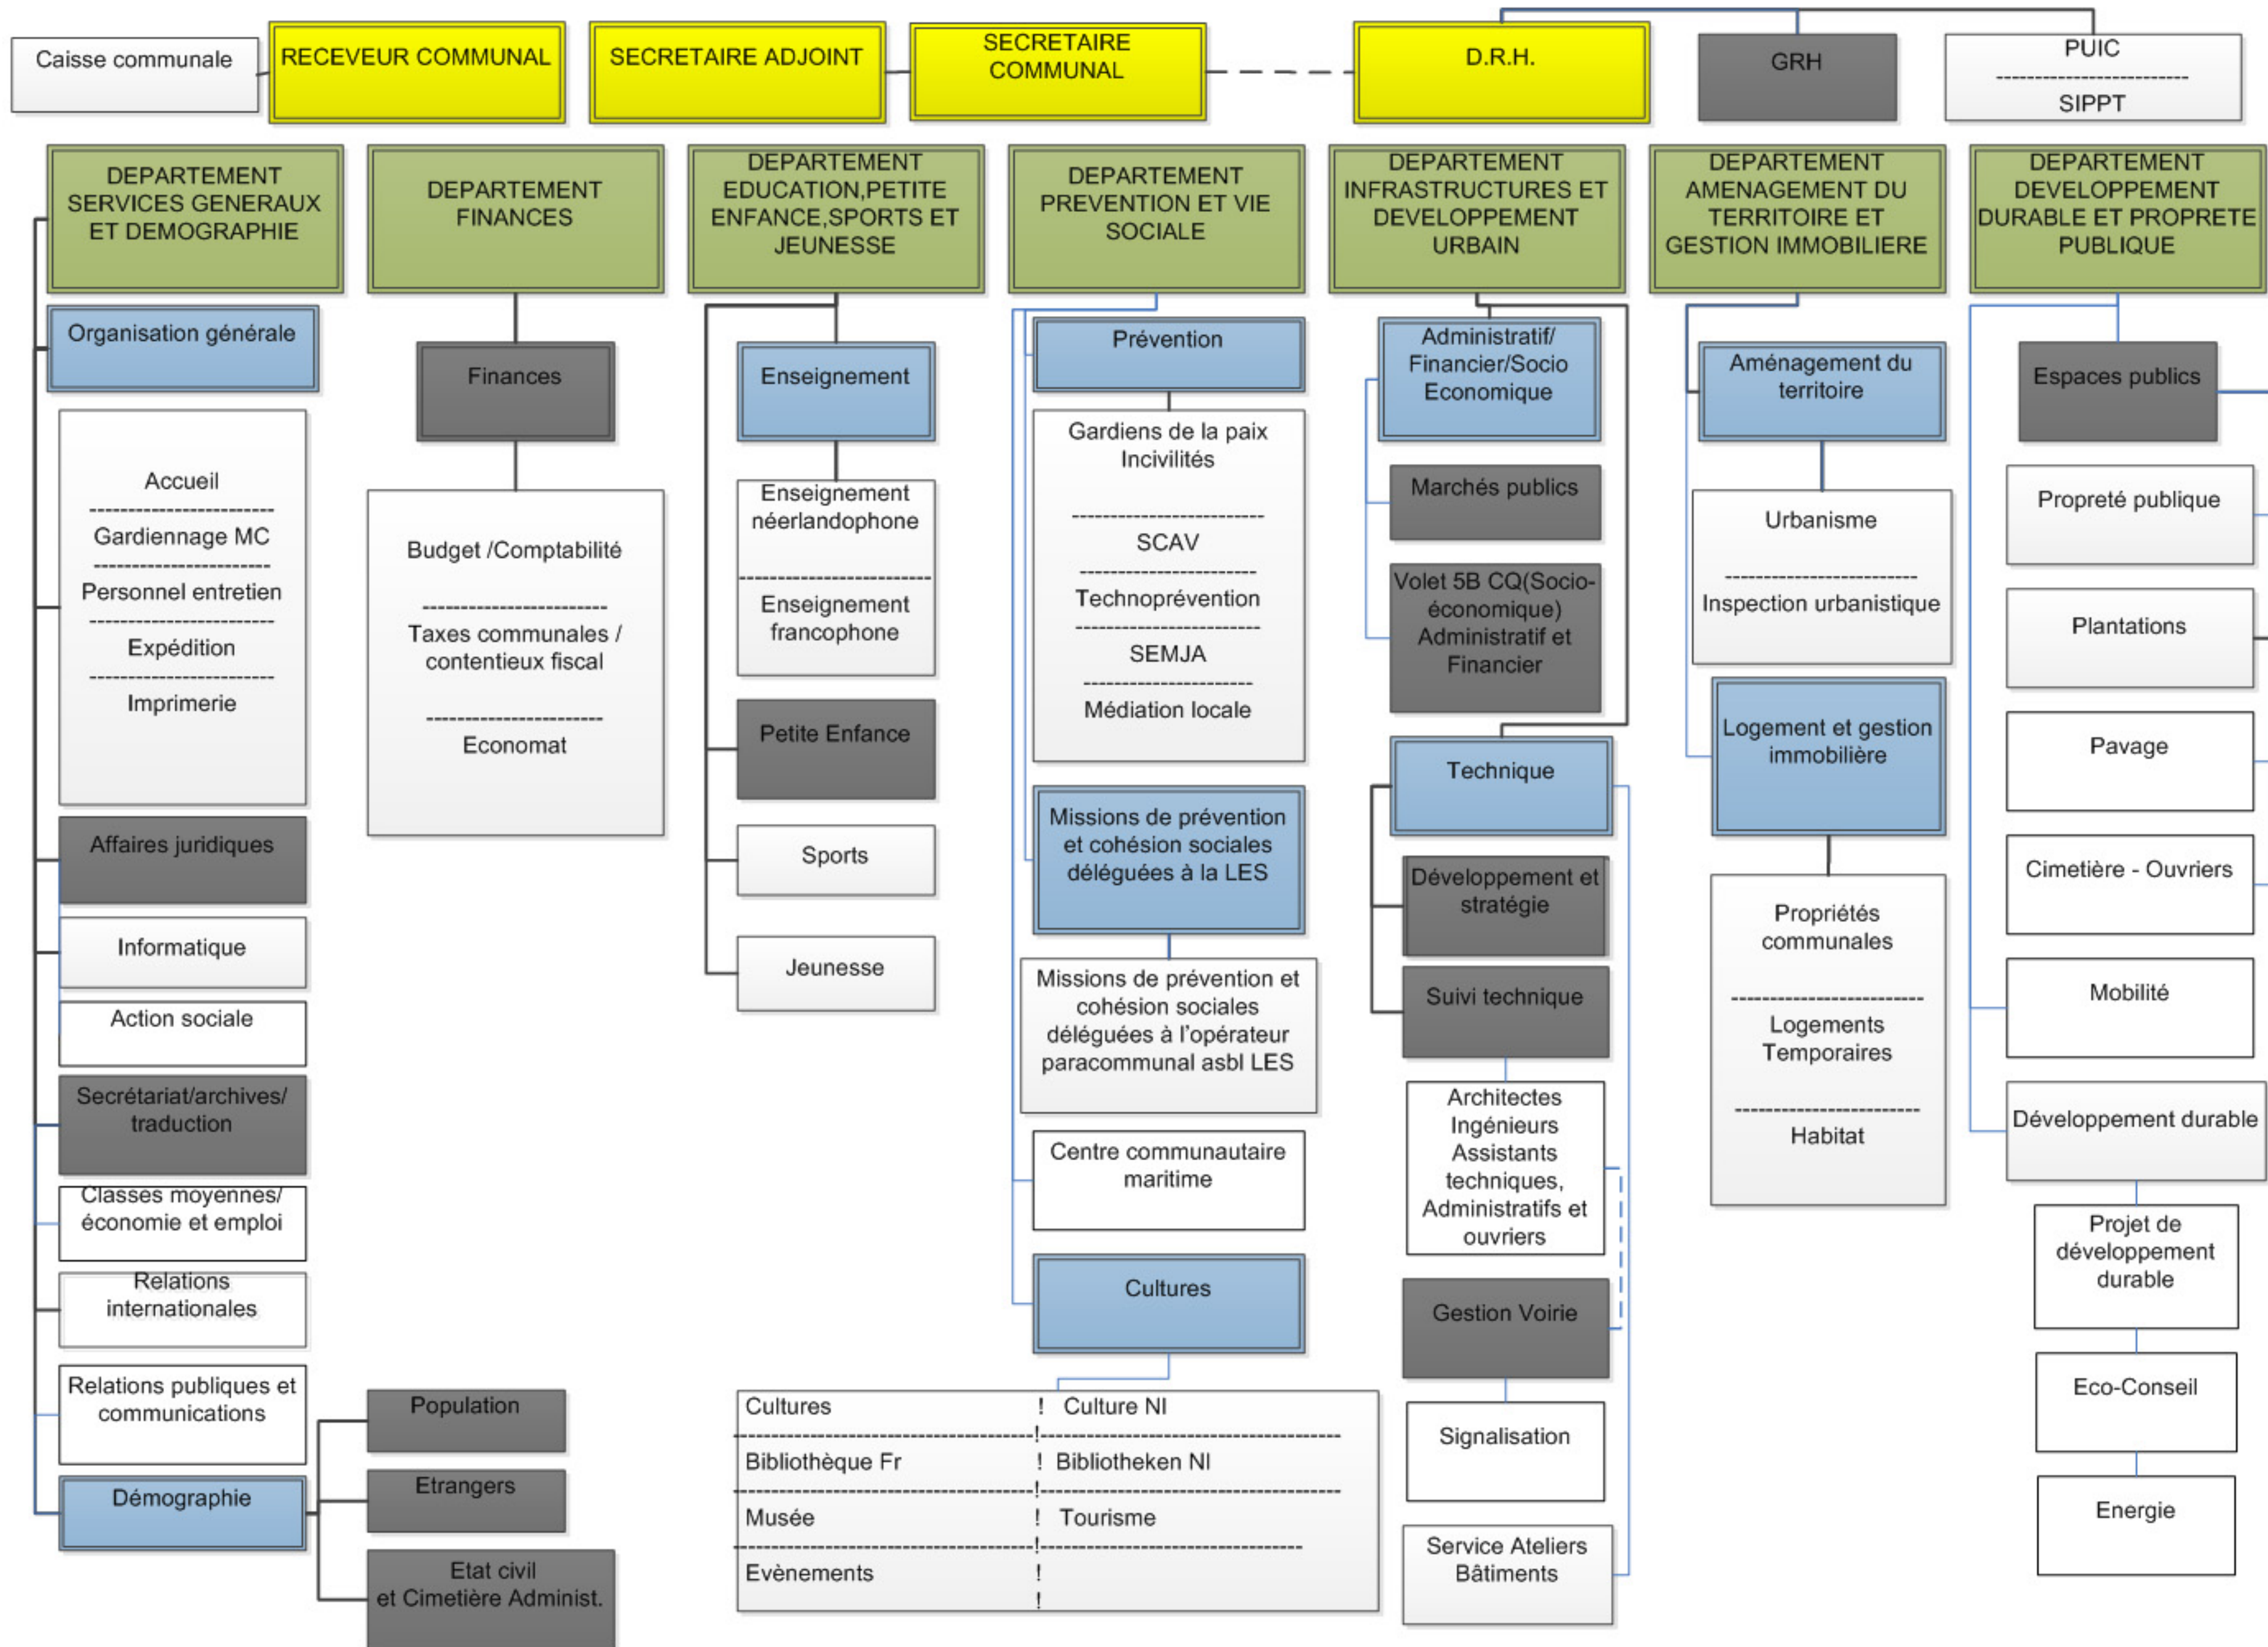 Caisse communale
RECEVEUR COMMUNAL
SECRETAIRE ADJOINT
SECRETAIRE
COMMUNAL
D.R.H.
GRH
PUIC
------------------------
SIPPT
DEPARTEMENT
SERVICES GENERAUX
ET DEMOGRAPHIE
Organisation générale
Accueil
------------------------
Gardiennage MC
-----------------------
Personnel entretien
------------------------
Expédition
------------------------
Imprimerie
Affaires juridiques
Informatique
Action sociale
Secrétariat/archives/
traduction
Classes moyennes/
économie et emploi
Relations
internationales
Relations publiques et
communications
Démographie
Population
Etrangers
Etat civil
et Cimetière Administ.
DEPARTEMENT
FINANCES
Finances
Budget /Comptabilité
------------------------
Taxes communales /
contentieux fiscal
-----------------------
Economat
DEPARTEMENT
EDUCATION,PETITE
ENFANCE,SPORTS ET
JEUNESSE
Enseignement
Enseignement
néerlandophone
-------------------------
Enseignement
francophone
Petite Enfance
Sports
Jeunesse
DEPARTEMENT
PREVENTION ET VIE
SOCIALE
Prévention
Gardiens de la paix
Incivilités
-------------------------
SCAV
-----------------------
Technoprévention
------------------------
SEMJA
----------------------
Médiation locale
Missions de prévention
et cohésion sociales
déléguées à la LES
Missions de prévention et
cohésion sociales
déléguées à l'opérateur
paracommunal asbl LES
Centre communautaire
maritime
Cultures
Cultures ! Culture Nl
---------------------------------------!---------------------------------------
Bibliothèque Fr ! Bibliotheken Nl
---------------------------------------!---------------------------------------
Musée ! Tourisme
---------------------------------------!----------------------------------
Evènements !
!
DEPARTEMENT
INFRASTRUCTURES ET
DEVELOPPEMENT
URBAIN
Administratif/
Financier/Socio
Economique
Marchés publics
Volet 5B CQ(Socio-
économique)
Administratif et
Financier
Technique
Développement et
stratégie
Suivi technique
Architectes
Ingénieurs
Assistants
techniques,
Administratifs et
ouvriers
Gestion Voirie
Signalisation
Service Ateliers
Bâtiments
DEPARTEMENT
AMENAGEMENT DU
TERRITOIRE ET
GESTION IMMOBILIERE
Aménagement du
territoire
Urbanisme
-------------------------
Inspection urbanistique
Logement et gestion
immobilière
Propriétés
communales
-------------------------
Logements
Temporaires
------------------------
Habitat
DEPARTEMENT
DEVELOPPEMENT
DURABLE ET PROPRETE
PUBLIQUE
Espaces publics
Propreté publique
Plantations
Pavage
Cimetière - Ouvriers
Mobilité
Développement durable
Projet de
développement
durable
Eco-Conseil
Energie